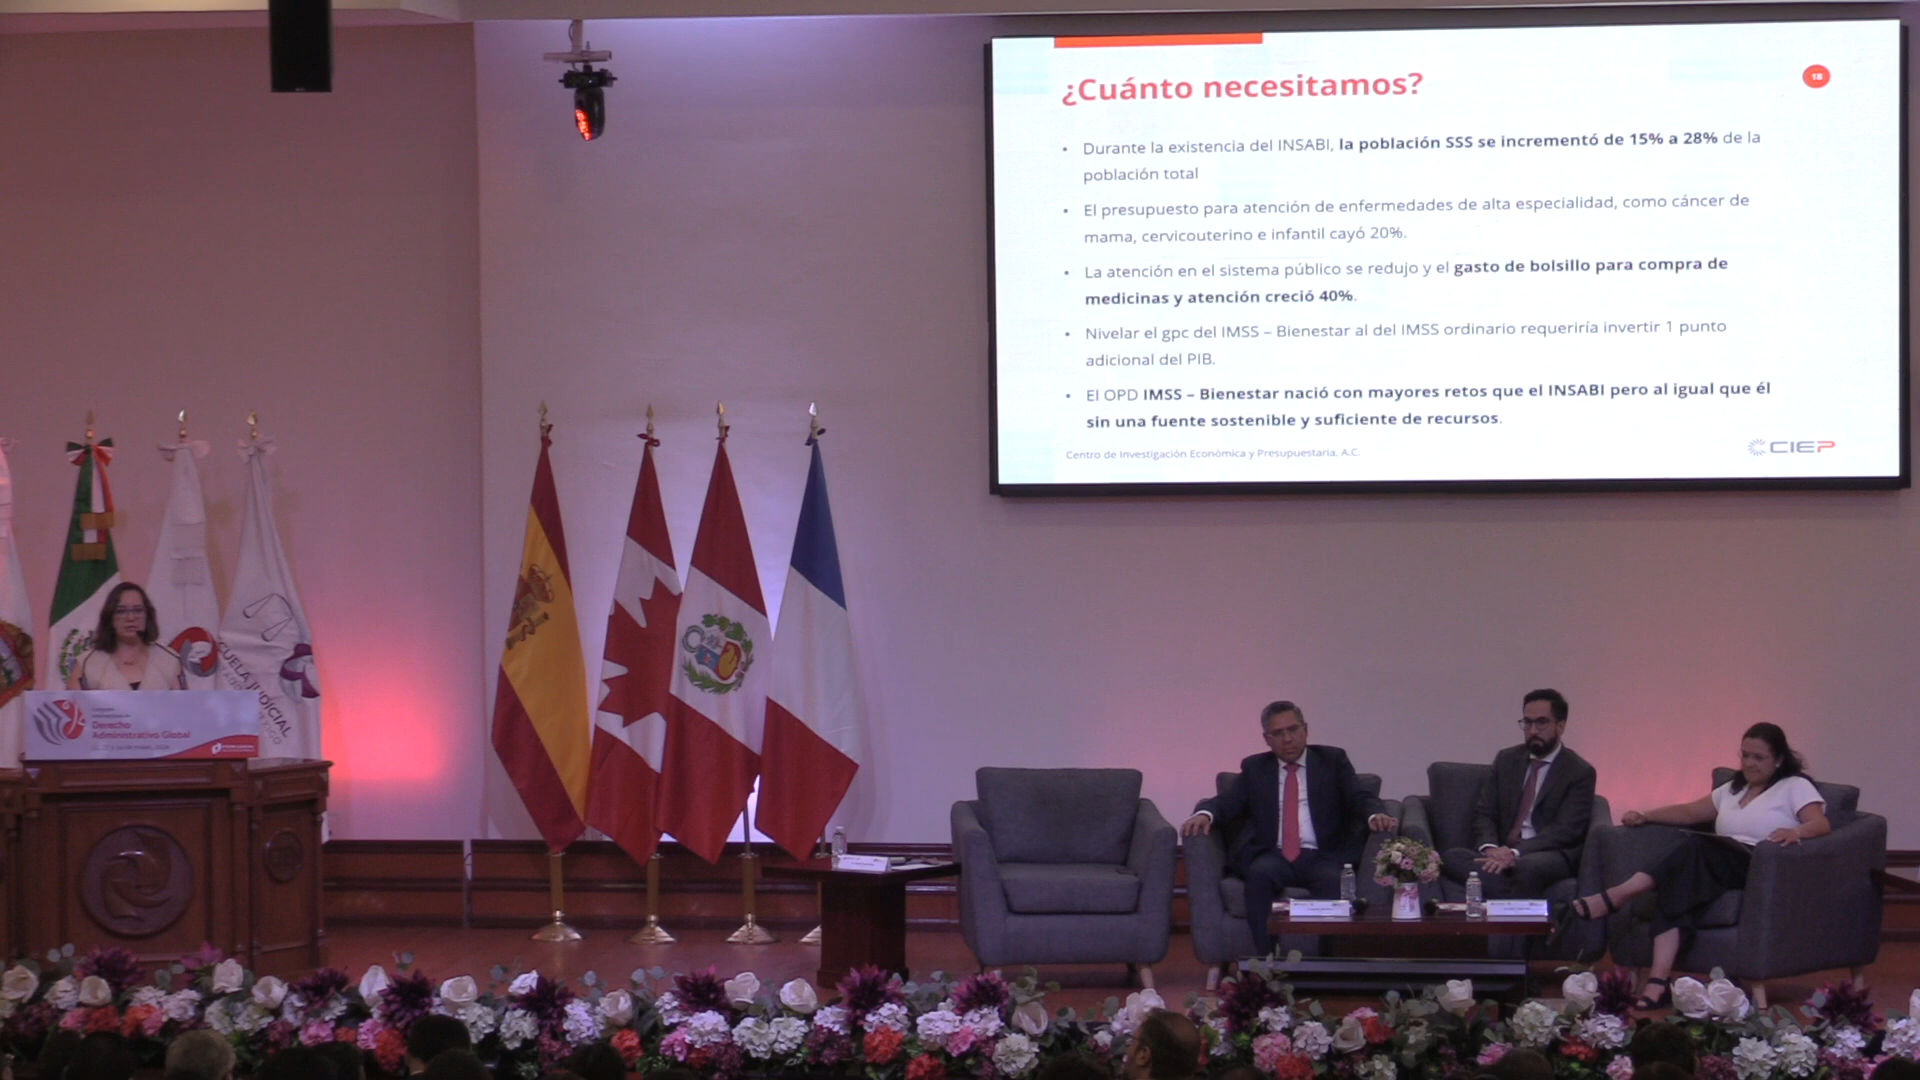 ¿Cuánto necesitamos?
18
• Durante la existencia del INSABI, la población SSS se incrementó de 15% a 28% de la
población total
• El presupuesto para atención de enfermedades de alta especialidad, como cáncer de
mama, cervicouterino e infantil cayó 20%.
• La atención en el sistema público se redujo y el gasto de bolsillo para compra de
medicinas y atención creció 40%.
• Nivelar el gpc del IMSS – Bienestar al del IMSS ordinario requeriría invertir 1 punto
adicional del PIB.
• El OPD IMSS – Bienestar nació con mayores retos que el INSABI pero al igual que él
sin una fuente sostenible y suficiente de recursos.
Centro de Investigación Económica y Presupuestaria, A.C.
CIEP
CUELA JUDICIAL
Derecho
Administrativo Global